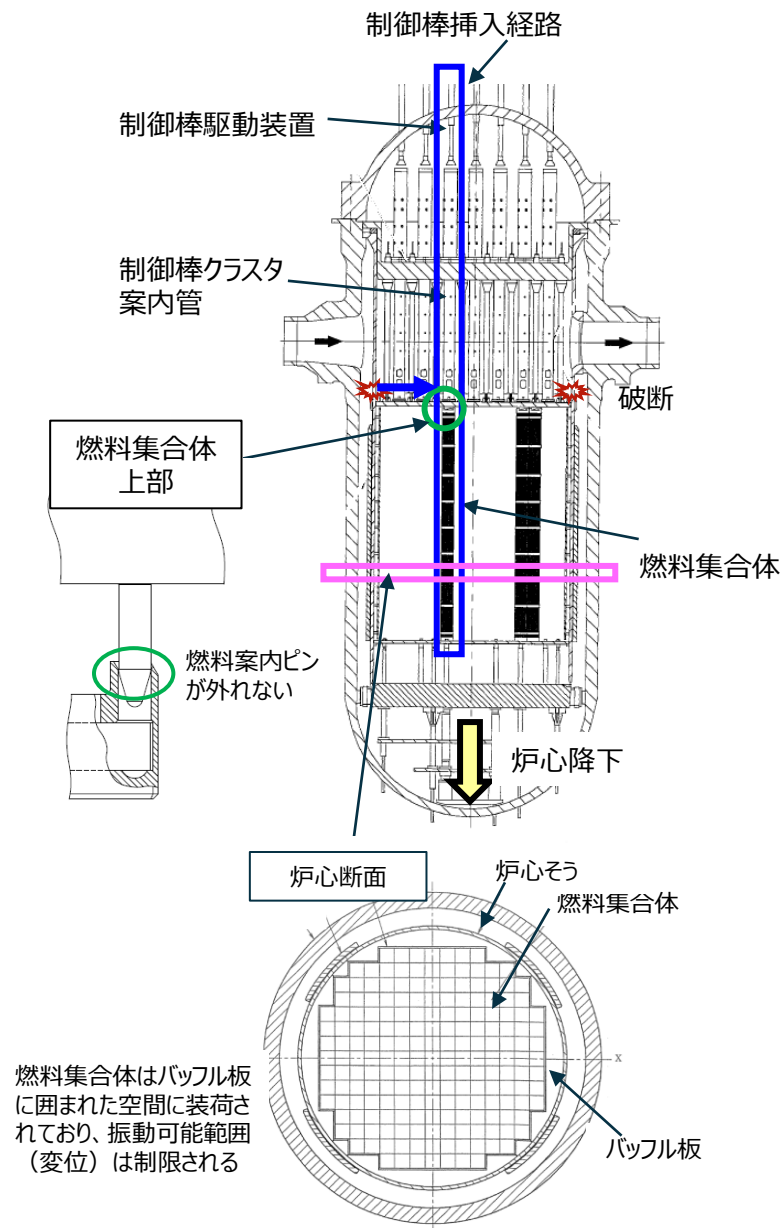 制御棒挿入経路
制御棒駆動装置
制御棒クラスタ
案内管
破断
燃料集合体
上部
燃料集合体
燃料案内ピン
が外れない
炉心降下
炉心断面
炉心そう
燃料集合体
x
燃料集合体はバッフル板
に囲まれた空間に装荷さ
れており、振動可能範囲
（変位）は制限される
バッフル板